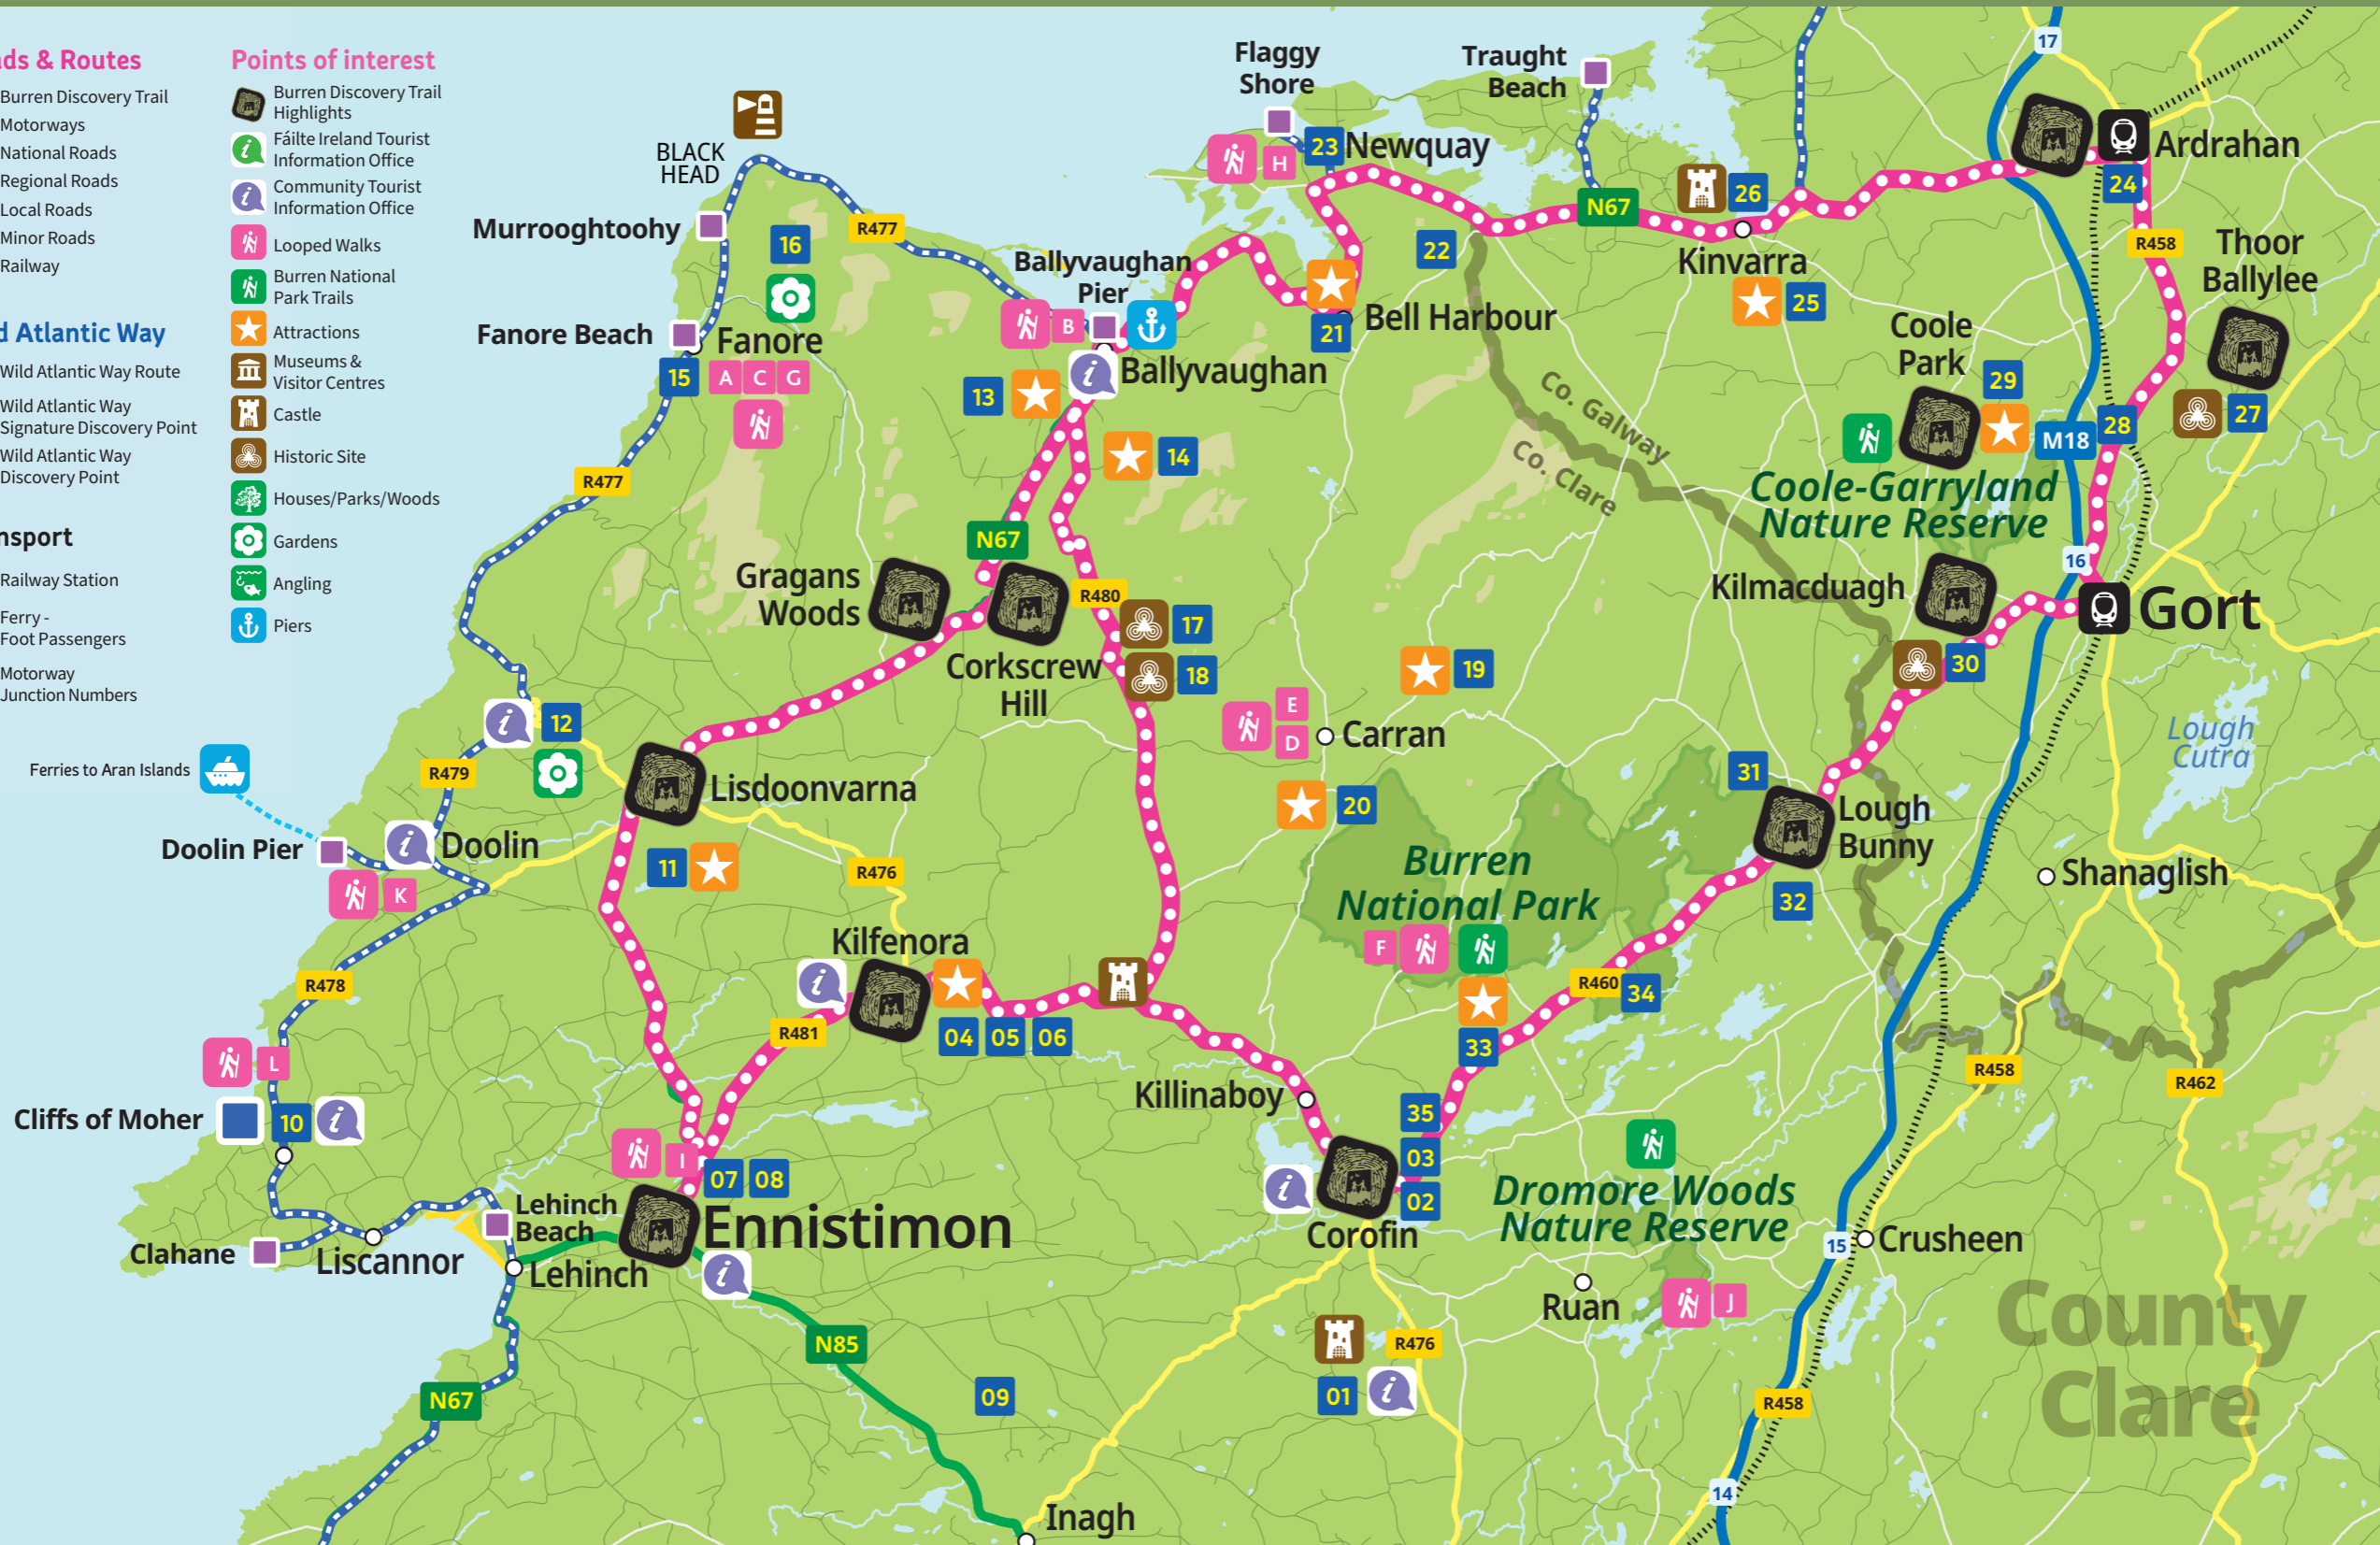 ds & Routes
Burren Discovery Trail
Motorways
National Roads
Regional Roads
Local Roads
Minor Roads
Railway
d Atlantic Way
Wild Atlantic Way Route
Wild Atlantic Way
Signature Discovery Point
Wild Atlantic Way
Discovery Point
nsport
Railway Station
Ferry -
Foot Passengers
Motorway
Junction Numbers
Points of interest
Burren Discovery Trail
Highlights
Fáilte Ireland Tourist
Information Office
Community Tourist
Information Office
Looped Walks
Burren National
Park Trails
Attractions
Museums &
Visitor Centres
Castle
Historic Site
Houses/Parks/Woods
Gardens
Angling
Piers
BLACK
HEAD
Murrooghtoohy
16
R477
Fanore Beach
Fanore
15
A C G
R477
Flaggy
Shore
H
23
Newquay
Traught
Beach
N67
26
Kinvarra
25
22
17
Ardrahan
24
R458
Thoor
Ballylee
27
Ballyvaughan
Pier
B
Ballyvaughan
13
14
21
Bell Harbour
Co. Galway
Co. Clare
Coole
Park
29
M18
28
Coole-Garryland
Nature Reserve
16
Kilmacduagh
Gort
30
N67
Gragans
Woods
Corkscrew
Hill
R480
17
18
19
E
D
Carran
20
Lough
Cutra
12
R479
Ferries to Aran Islands
Doolin Pier
Doolin
K
Lisdoonvarna
11
R476
31
Lough
Bunny
32
Shanaglish
Burren
National Park
F
R460
34
33
R478
Kilfenora
R481
04 05 06
L
Cliffs of Moher
10
Killinaboy
35
03
02
Corofin
R458
R462
I
07 08
Ennistimon
Lehinch
Beach
Lehinch
Clahane
Liscannor
Dromore Woods
Nature Reserve
15
Crusheen
Ruan
J
N85
N67
09
R476
01
R458
County
Clare
14
Inagh